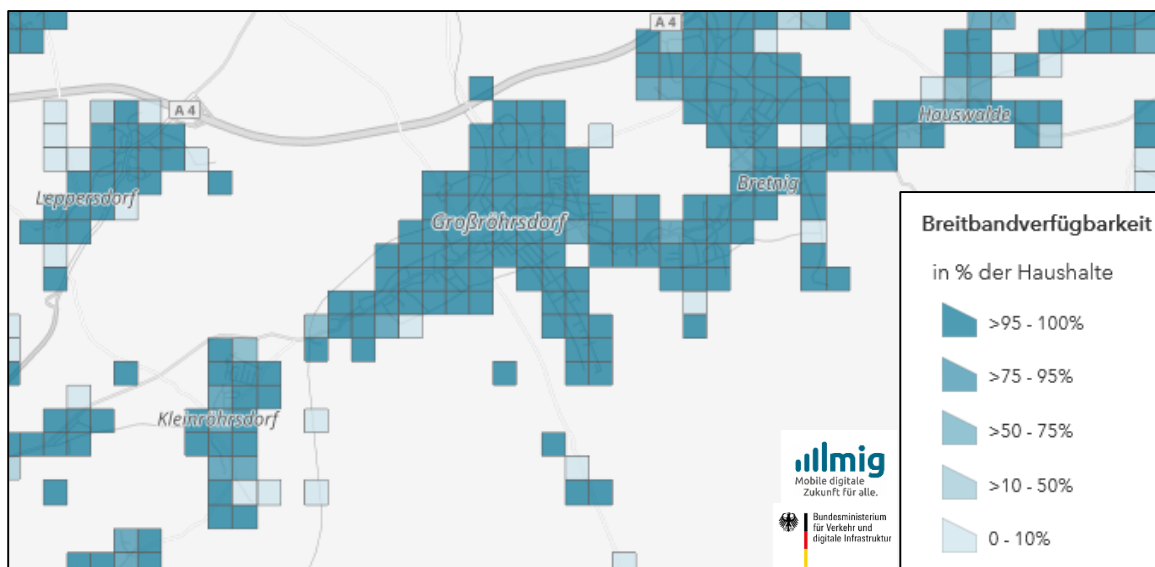 A 4
A 4
Hauswalde
Leppersdorf
Bretnig
Großröhrsdorf
Kleinröhrsdorf
Breitbandverfügbarkeit
in % der Haushalte
>95 - 100%
>75 - 95%
>50 - 75%
>10 - 50%
0 - 10%
mig
Mobile digitale
Zukunft für alle.
Bundesministerium
für Verkehr und
digitale Infrastruktur